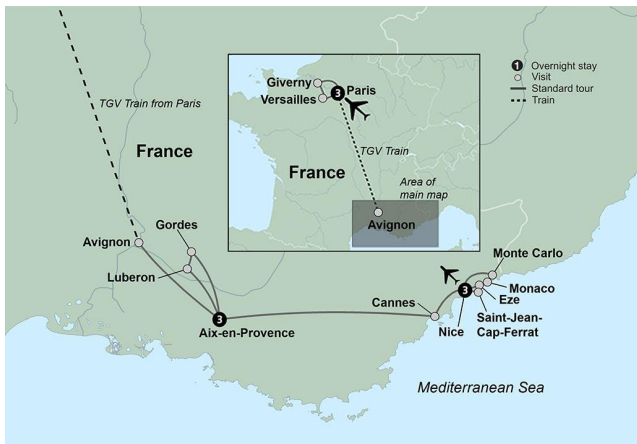 TGV Train from Paris
France
Giverny
Versailles
3
Paris
TGV Train
France
Area of
main map
Avignon
1 Overnight stay
Visit
Standard tour
Train
Avignon
Gordes
Luberon
3
Aix-en-Provence
Cannes
3
Nice
Monte Carlo
Monaco
Eze
Saint-Jean-
Cap-Ferrat
Mediterranean Sea